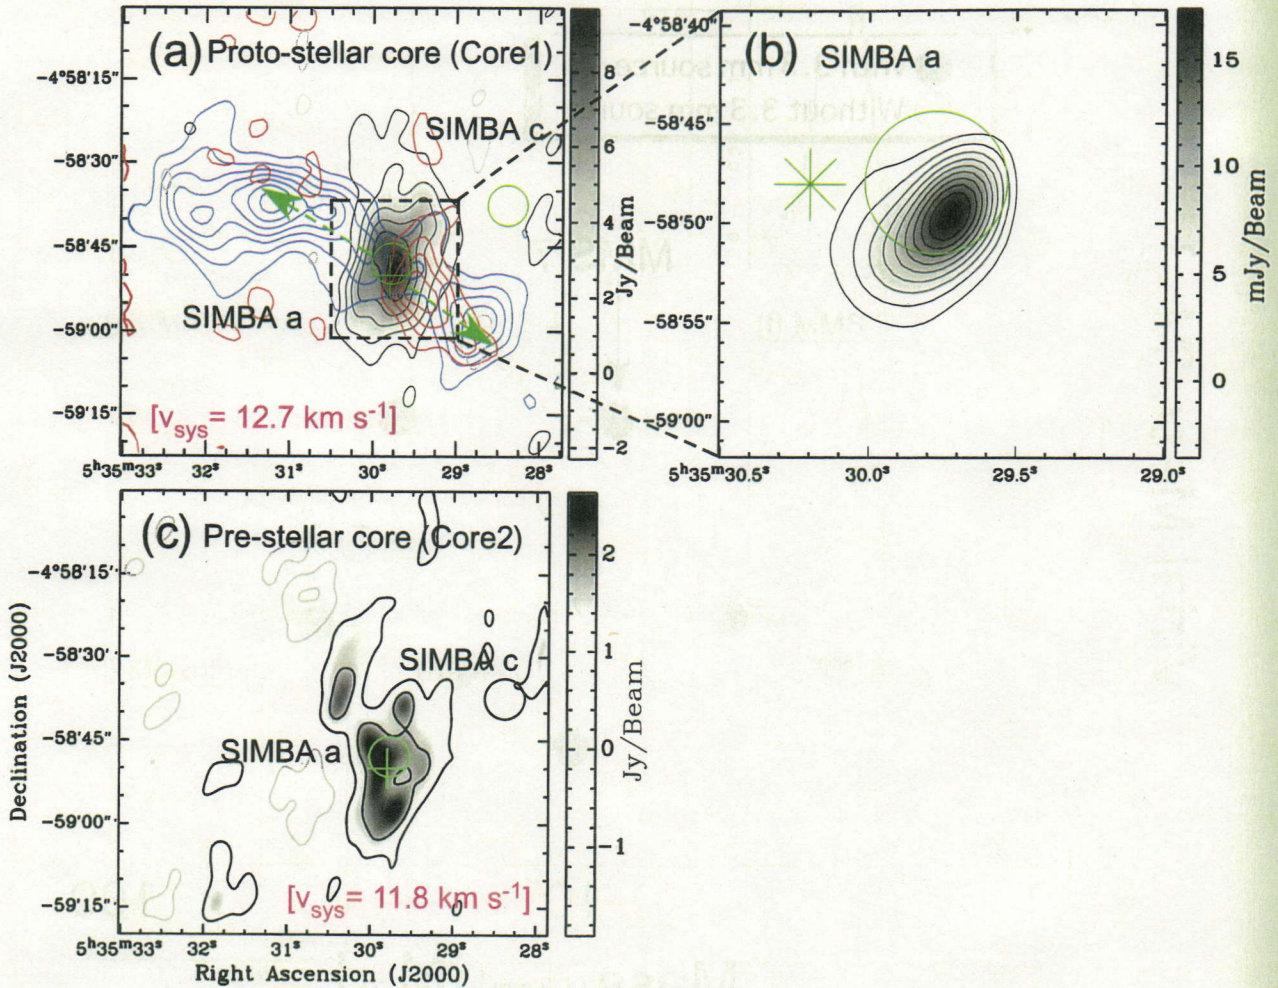 (a) Proto-stellar core (Core1)
SIMBA c
SIMBA a
[vsys = 12.7 km s-1]
-4°58'15"
-58'30"
-58'45"
-59'00"
-59'15"
5h35m33s 32s 31s 30s 29s 28s
8
6
4
2
0
-2
Jy/Beam
(b) SIMBA a
-4°58'40"
-58'45"
-58'50"
-58'55"
-59'00"
5h35m30.5s 30.0s 29.5s 29.0s
15
10
5
0
mJy/Beam
(c) Pre-stellar core (Core2)
SIMBA c
SIMBA a
[vsys = 11.8 km s-1]
-4°58'15"
-58'30"
-58'45"
-59'00"
-59'15"
5h35m33s 32s 31s 30s 29s 28s
Declination (J2000)
Right Ascension (J2000)
2
1
0
-1
Jy/Beam